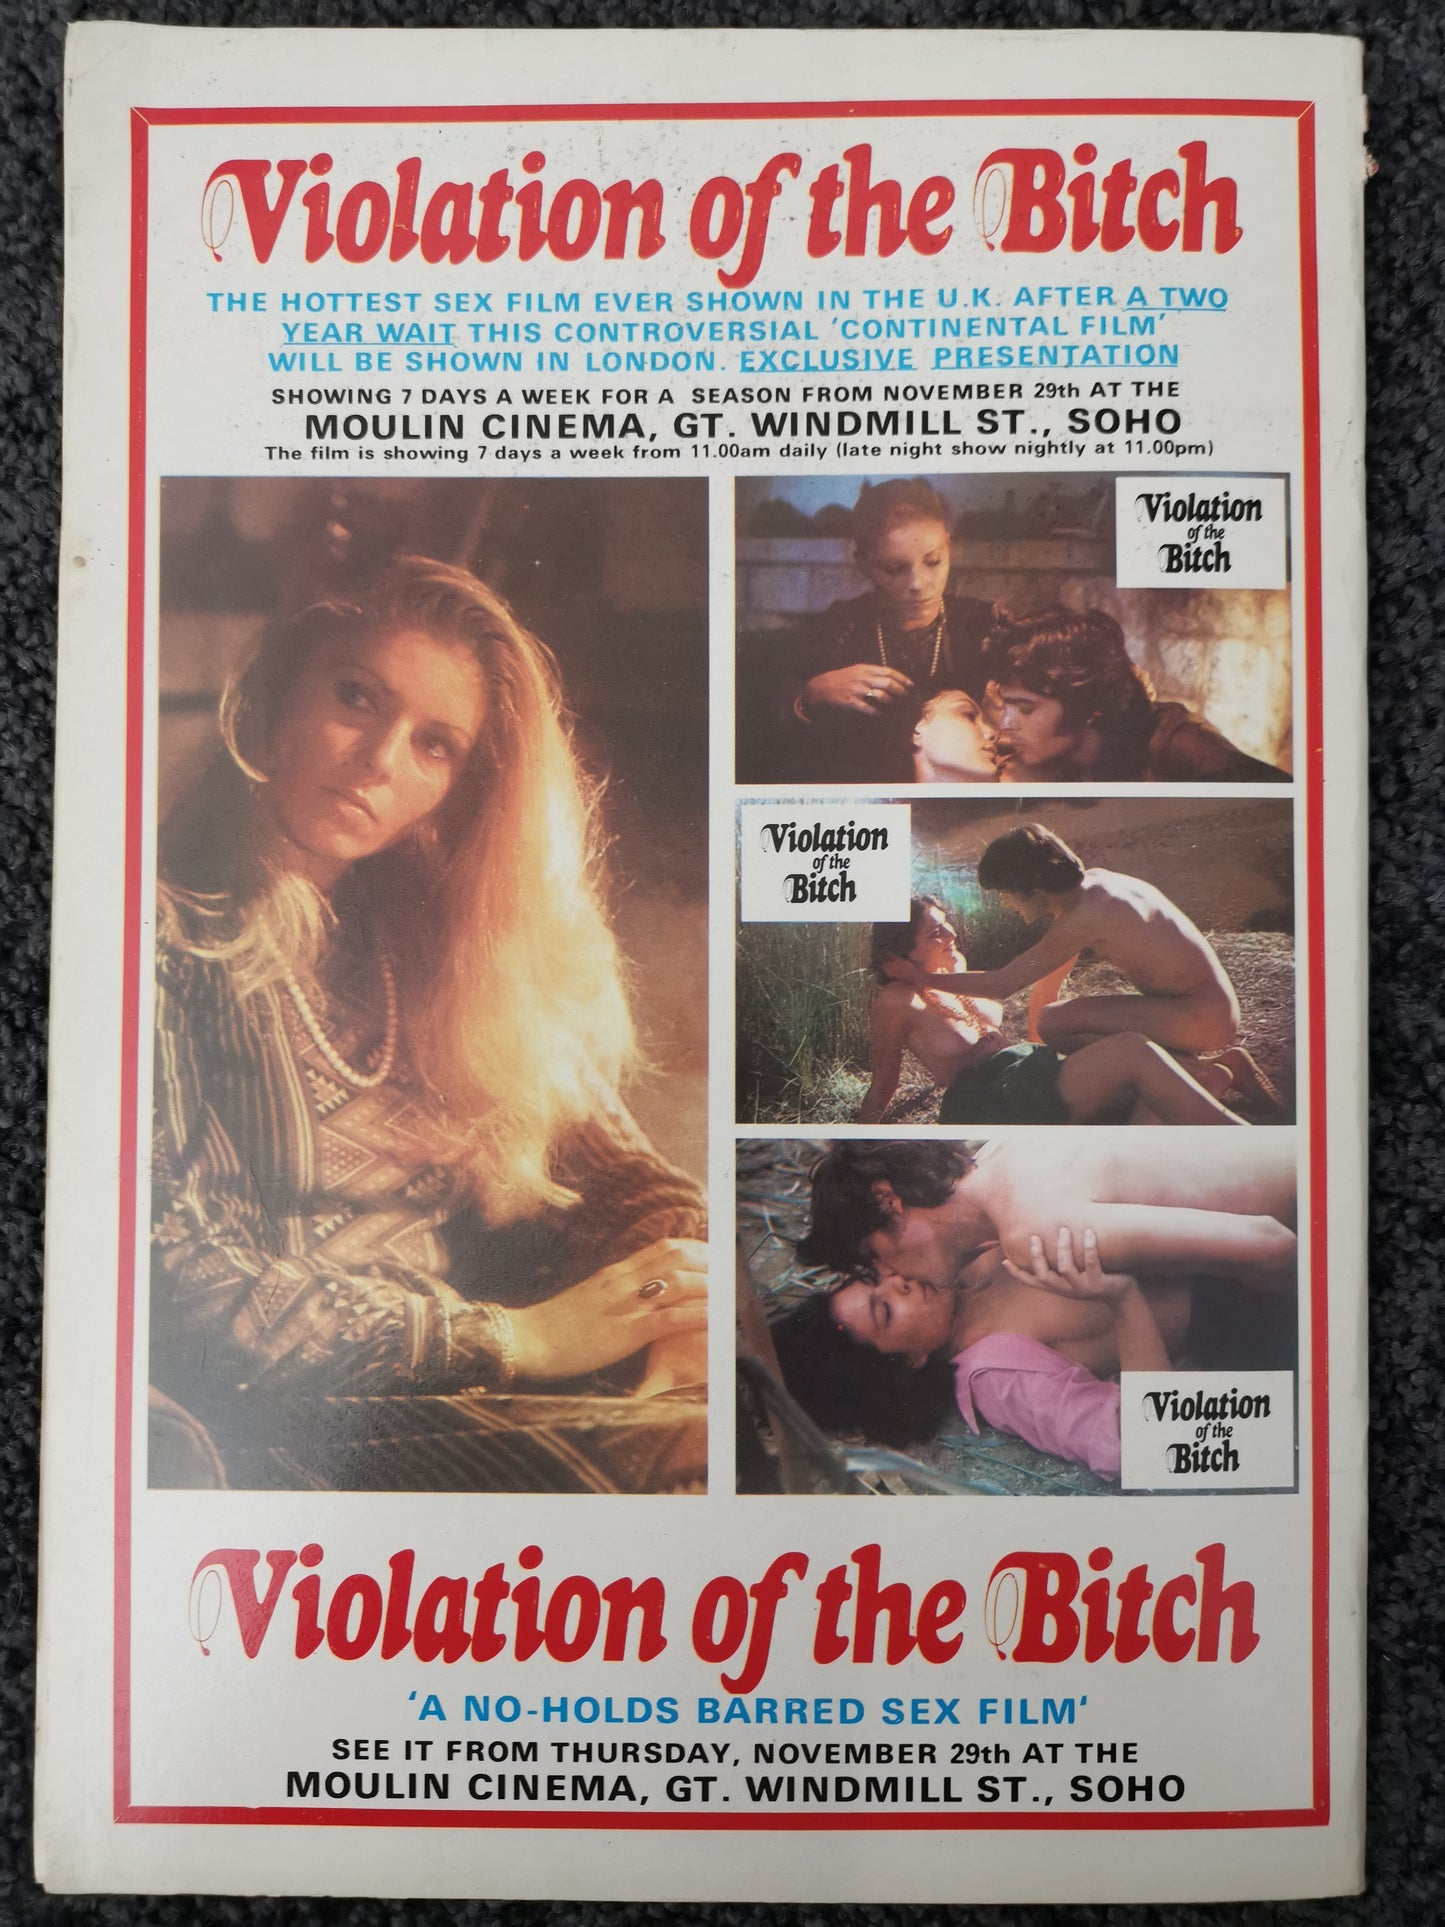 Violation of the Bitch
THE HOTTEST SEX FILM EVER SHOWN IN THE U.K. AFTER A TWO
YEAR WAIT THIS CONTROVERSIAL ‘CONTINENTAL FILM’
WILL BE SHOWN IN LONDON. EXCLUSIVE PRESENTATION
SHOWING 7 DAYS A WEEK FOR A SEASON FROM NOVEMBER 29th AT THE
MOULIN CINEMA, GT. WINDMILL ST., SOHO
The film is showing 7 days a week from 11.00am daily (late night show nightly at 11.00pm)
Violation
of the
Bitch
Violation
of the
Bitch
Violation
of the
Bitch
Violation of the Bitch
‘A NO-HOLDS BARRED SEX FILM‘
SEE IT FROM THURSDAY, NOVEMBER 29th AT THE
MOULIN CINEMA, GT. WINDMILL ST., SOHO